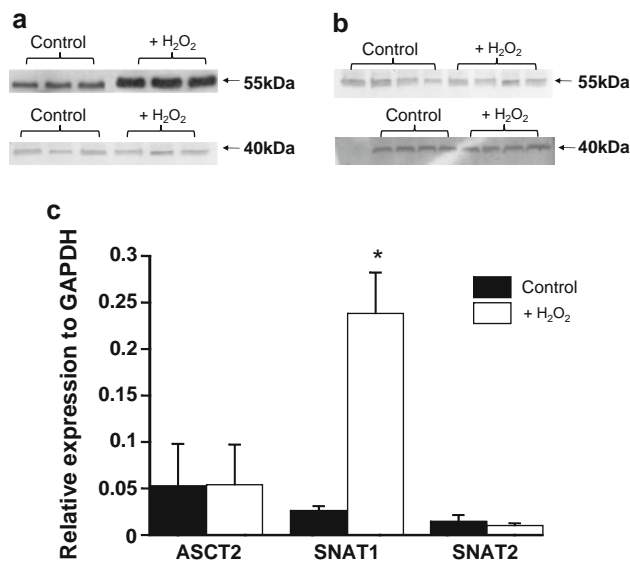 a
Control
+ H₂O₂
55kDa
Control
+ H₂O₂
40kDa
b
Control
+ H₂O₂
55kDa
Control
+ H₂O₂
40kDa
c
Relative expression to GAPDH
0.3
0.25
0.2
0.15
0.1
0.05
0
*
Control
+ H₂O₂
ASCT2 SNAT1 SNAT2